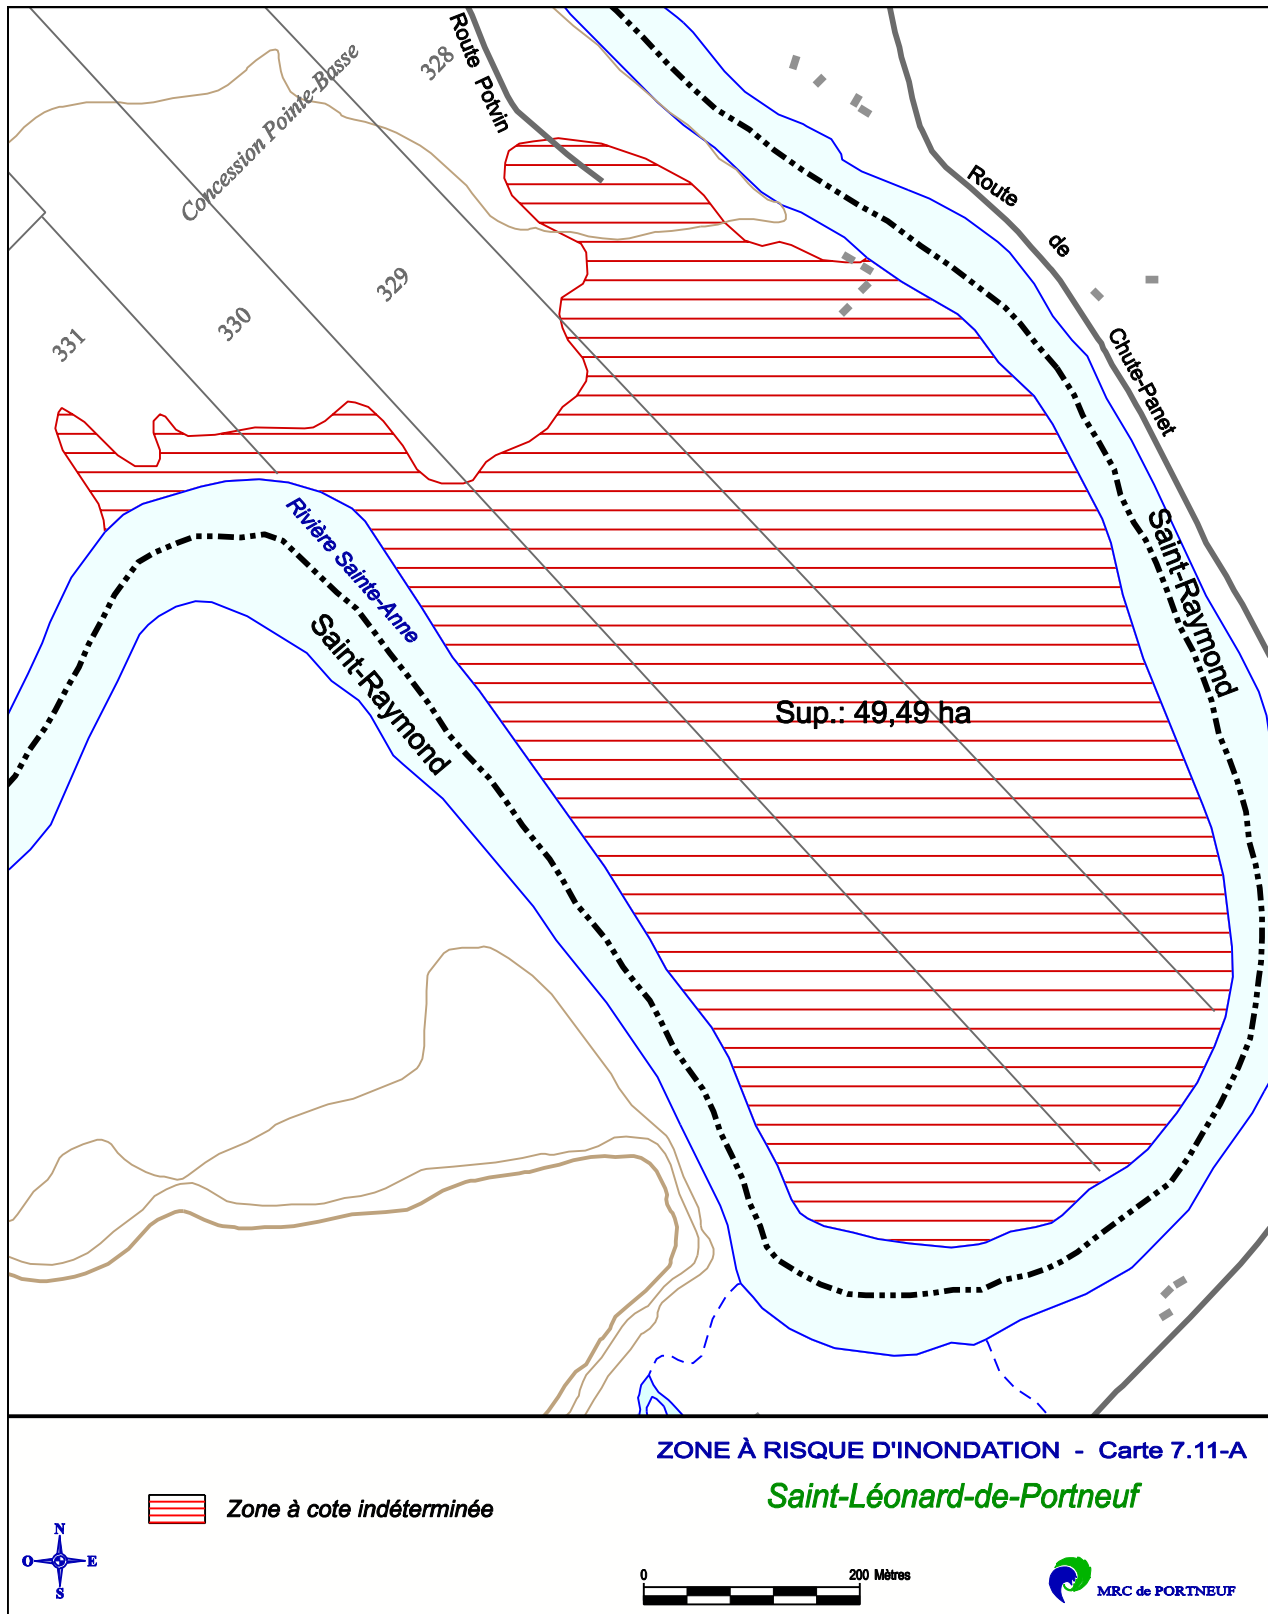 328
Route Potvin
Concession Pointe-Basse
Route de Chute-Panet
329
330
331
Rivière Sainte-Anne
Saint-Raymond
Saint-Raymond
Sup.: 49,49 ha
ZONE À RISQUE D'INONDATION - Carte 7.11-A
Saint-Léonard-de-Portneuf
Zone à cote indéterminée
N
O E
S
0 200 Mètres
MRC de PORTNEUF